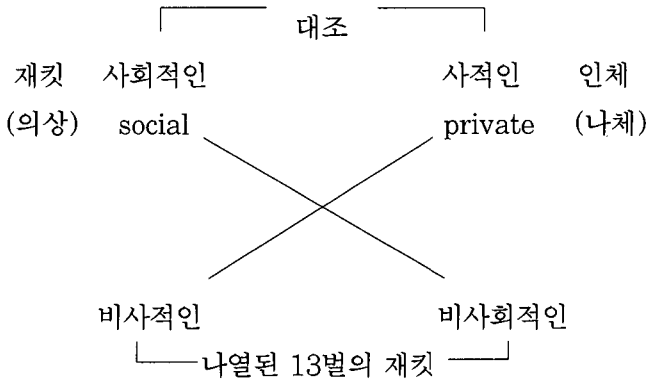 대조
재킷 사회적인 사적인 인체
(의상) social private (나체)
비사적인 비사회적인
나열된 13벌의 재킷